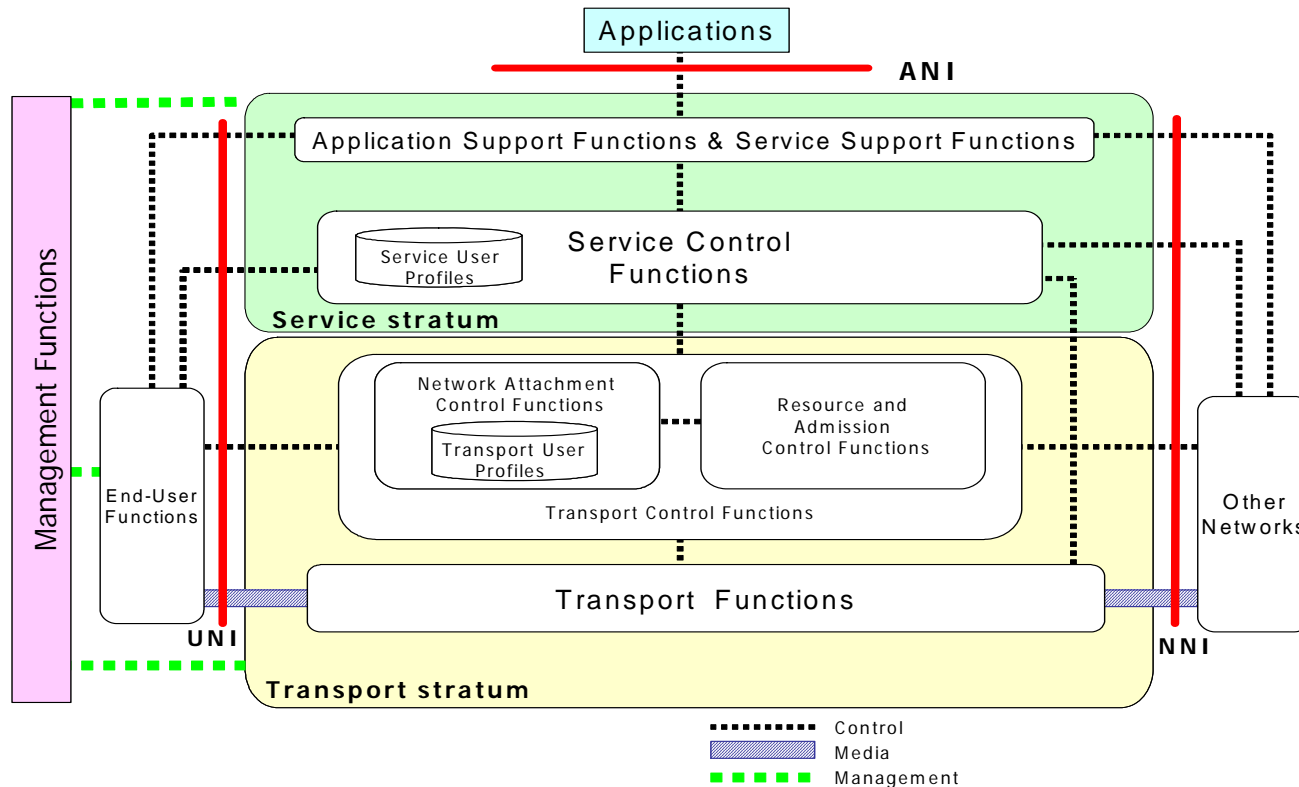 Applications
ANI
Application Support Functions & Service Support Functions
Management Functions
Service User
Profiles
Service Control
Functions
Service stratum
Network Attachment
Control Functions
Transport User
Profiles
Resource and
Admission
Control Functions
Transport Control Functions
End-User
Functions
Other
Networks
Transport Functions
UNI
NNI
Transport stratum
Control
Media
Management